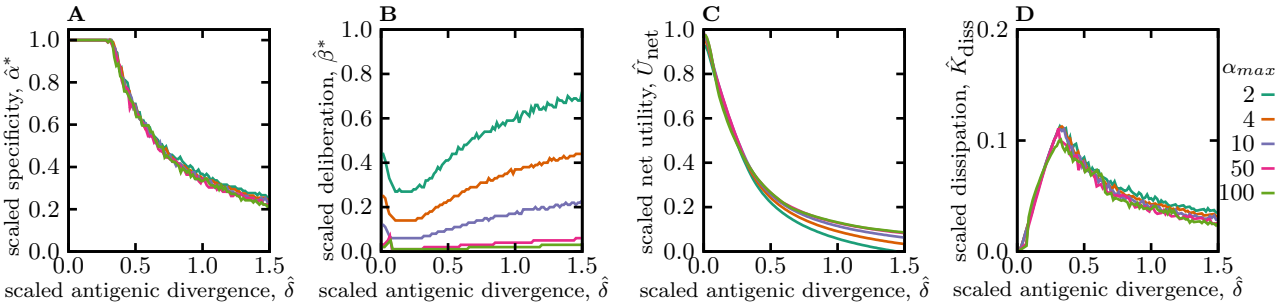 A
scaled specificity, α̂*
1.0
0.8
0.6
0.4
0.2
0.0
0.0 0.5 1.0 1.5
scaled antigenic divergence, δ̂
B
scaled deliberation, β̂*
1.0
0.8
0.6
0.4
0.2
0.0
0.0 0.5 1.0 1.5
scaled antigenic divergence, δ̂
C
scaled net utility, Û_net
1.0
0.8
0.6
0.4
0.2
0.0
0.0 0.5 1.0 1.5
scaled antigenic divergence, δ̂
D
scaled dissipation, K̂_diss
0.2
0.1
0.0
0.0 0.5 1.0 1.5
scaled antigenic divergence, δ̂
α_max
2
4
10
50
100